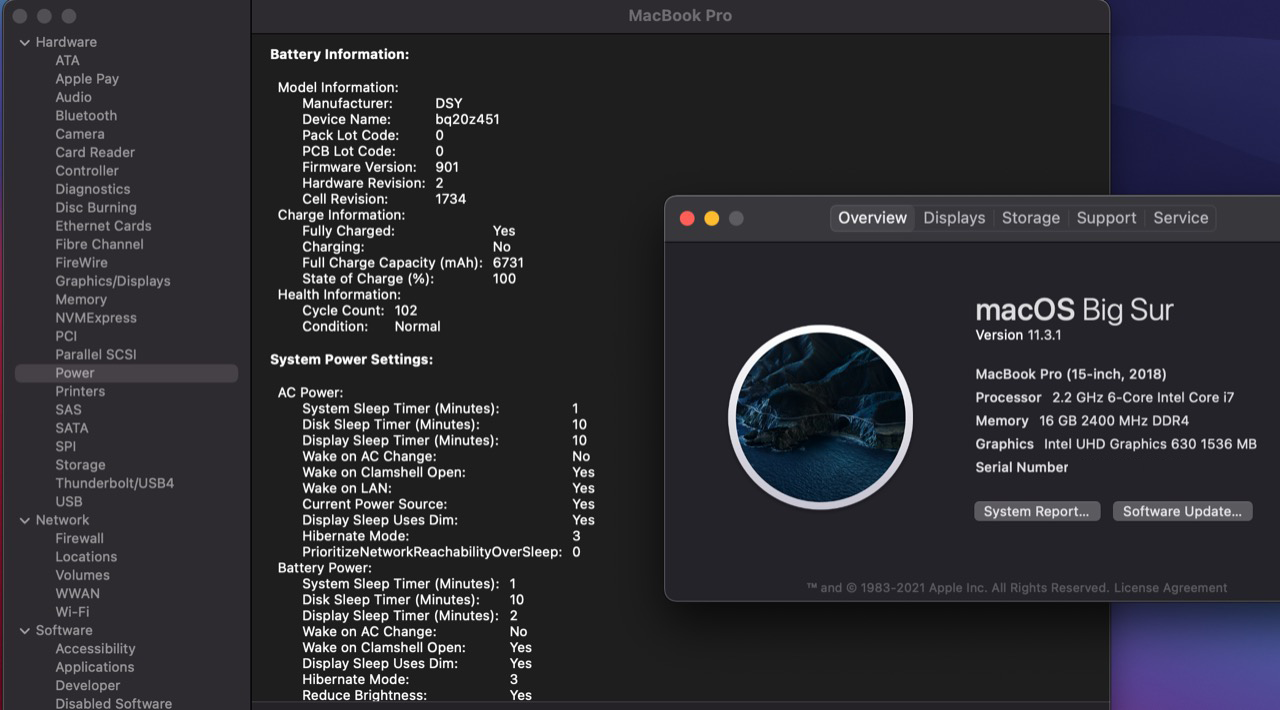 MacBook Pro
Hardware
ATA
Apple Pay
Audio
Bluetooth
Camera
Card Reader
Controller
Diagnostics
Disc Burning
Ethernet Cards
Fibre Channel
FireWire
Graphics/Displays
Memory
NVMExpress
PCI
Parallel SCSI
Power
Printers
SAS
SATA
SPI
Storage
Thunderbolt/USB4
USB
Network
Firewall
Locations
Volumes
WWAN
Wi-Fi
Software
Accessibility
Applications
Developer
Disabled Software
Battery Information:
Model Information:
Manufacturer: DSY
Device Name: bq20z451
Pack Lot Code: 0
PCB Lot Code: 0
Firmware Version: 901
Hardware Revision: 2
Cell Revision: 1734
Charge Information:
Fully Charged: Yes
Charging: No
Full Charge Capacity (mAh): 6731
State of Charge (%): 100
Health Information:
Cycle Count: 102
Condition: Normal
System Power Settings:
AC Power:
System Sleep Timer (Minutes): 1
Disk Sleep Timer (Minutes): 10
Display Sleep Timer (Minutes): 10
Wake on AC Change: No
Wake on Clamshell Open: Yes
Wake on LAN: Yes
Current Power Source: Yes
Display Sleep Uses Dim: Yes
Hibernate Mode: 3
PrioritizeNetworkReachabilityOverSleep: 0
Battery Power:
System Sleep Timer (Minutes): 1
Disk Sleep Timer (Minutes): 10
Display Sleep Timer (Minutes): 2
Wake on AC Change: No
Wake on Clamshell Open: Yes
Display Sleep Uses Dim: Yes
Hibernate Mode: 3
Reduce Brightness: Yes
Overview Displays Storage Support Service
macOS Big Sur
Version 11.3.1
MacBook Pro (15-inch, 2018)
Processor 2.2 GHz 6-Core Intel Core i7
Memory 16 GB 2400 MHz DDR4
Graphics Intel UHD Graphics 630 1536 MB
Serial Number
System Report... Software Update...
™ and © 1983-2021 Apple Inc. All Rights Reserved. License Agreement